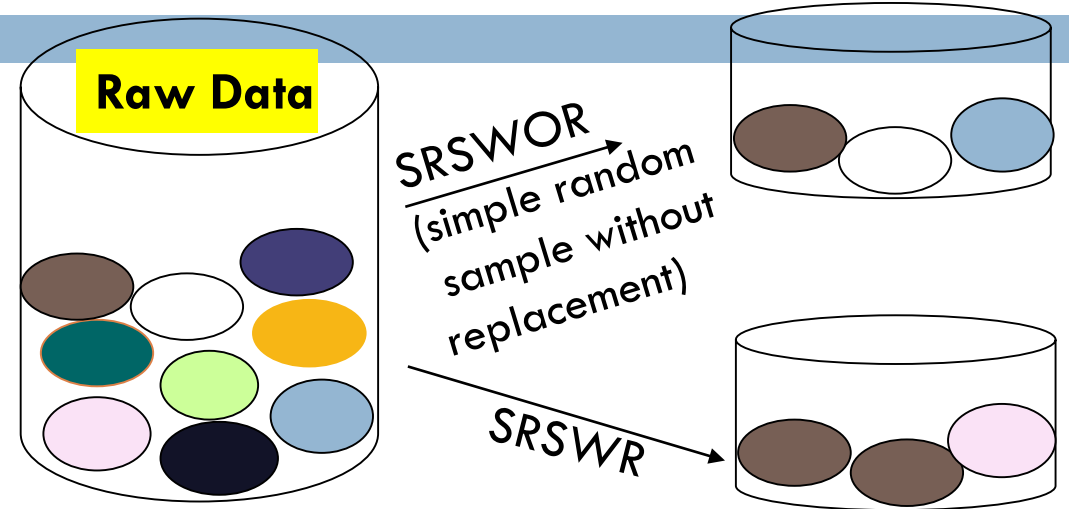 Raw Data
SRSWOR
(simple random
sample without
replacement)
SRSWR